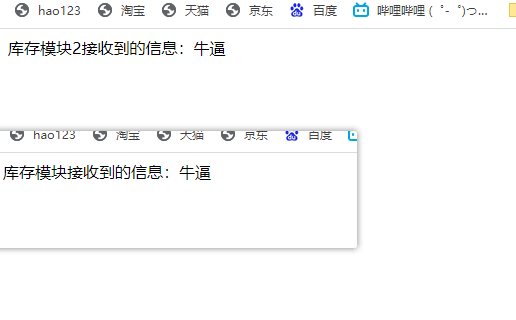 hao123 淘宝 天猫 京东 百度 哔哩哔哩 ( ゜- ゜)つ...
库存模块2接收到的信息：牛逼
hao123 淘宝 天猫 京东 百度
库存模块接收到的信息：牛逼